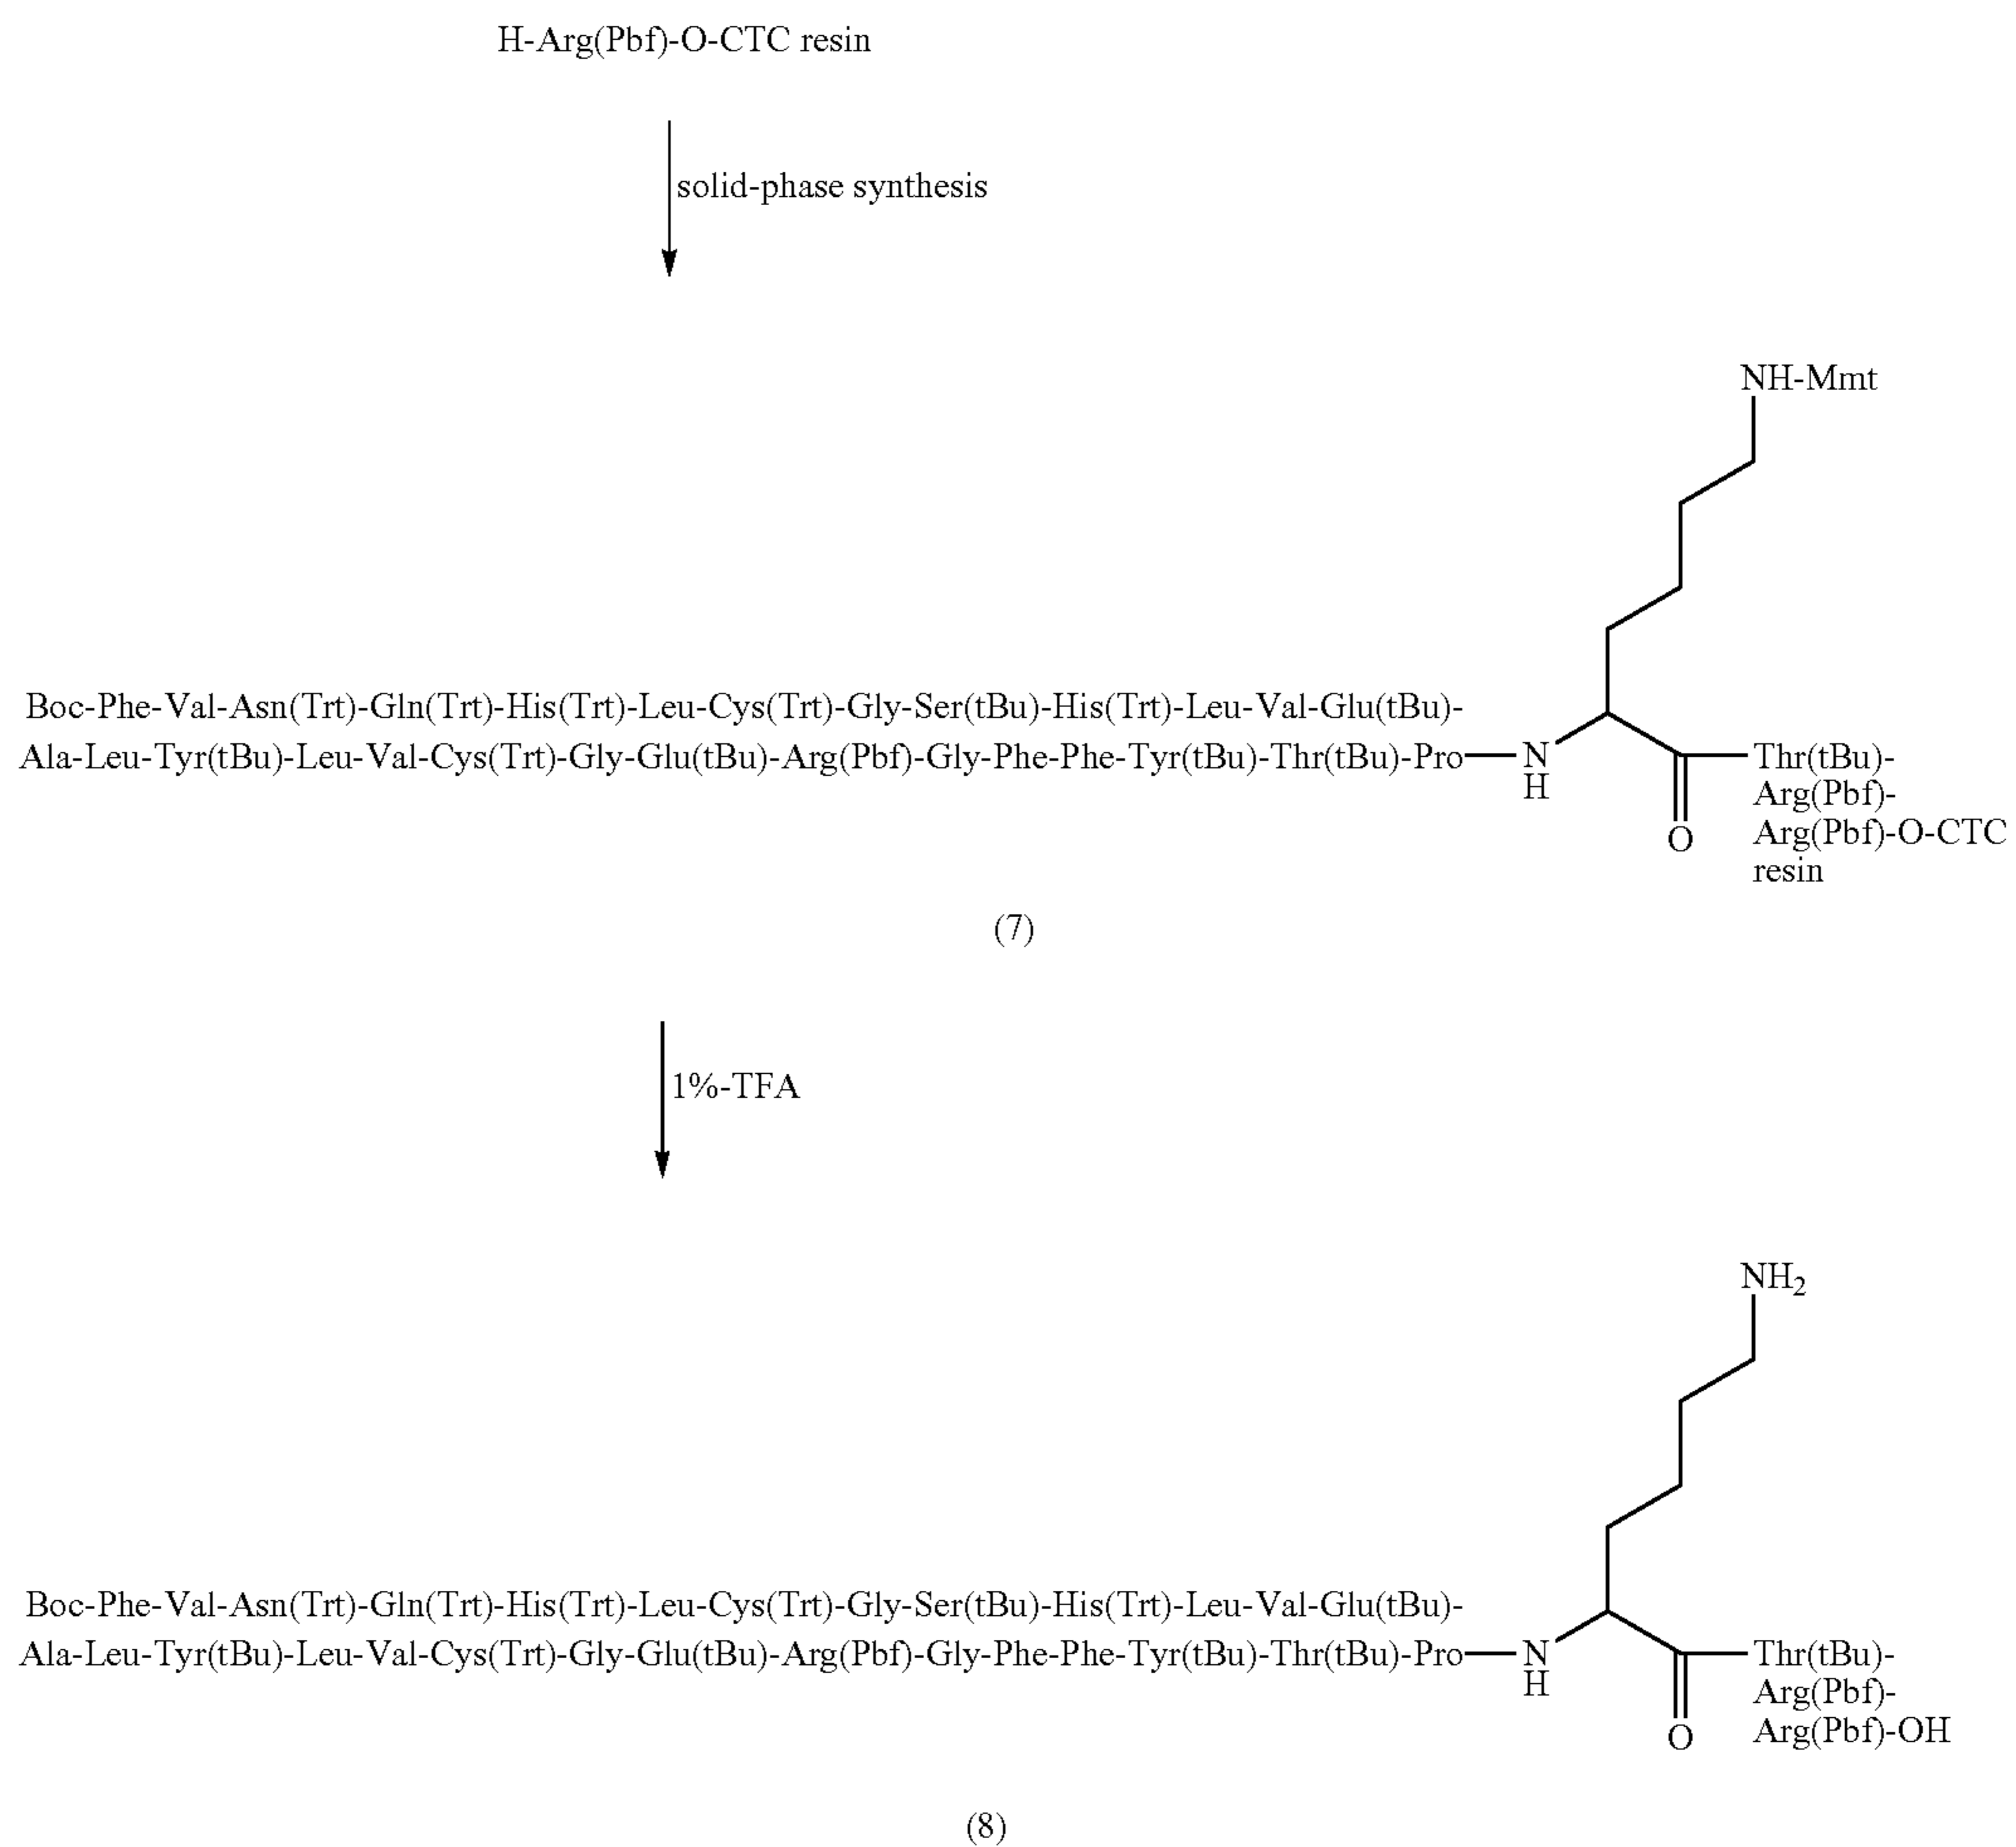 H-Arg(Pbf)-O-CTC resin
solid-phase synthesis
NH-Mmt
Boc-Phe-Val-Asn(Trt)-Gln(Trt)-His(Trt)-Leu-Cys(Trt)-Gly-Ser(tBu)-His(Trt)-Leu-Val-Glu(tBu)-
Ala-Leu-Tyr(tBu)-Leu-Val-Cys(Trt)-Gly-Glu(tBu)-Arg(Pbf)-Gly-Phe-Phe-Tyr(tBu)-Thr(tBu)-Pro
N
H
O
Thr(tBu)-
Arg(Pbf)-
Arg(Pbf)-O-CTC
resin
(7)
1%-TFA
NH2
Boc-Phe-Val-Asn(Trt)-Gln(Trt)-His(Trt)-Leu-Cys(Trt)-Gly-Ser(tBu)-His(Trt)-Leu-Val-Glu(tBu)-
Ala-Leu-Tyr(tBu)-Leu-Val-Cys(Trt)-Gly-Glu(tBu)-Arg(Pbf)-Gly-Phe-Phe-Tyr(tBu)-Thr(tBu)-Pro
N
H
O
Thr(tBu)-
Arg(Pbf)-
Arg(Pbf)-OH
(8)